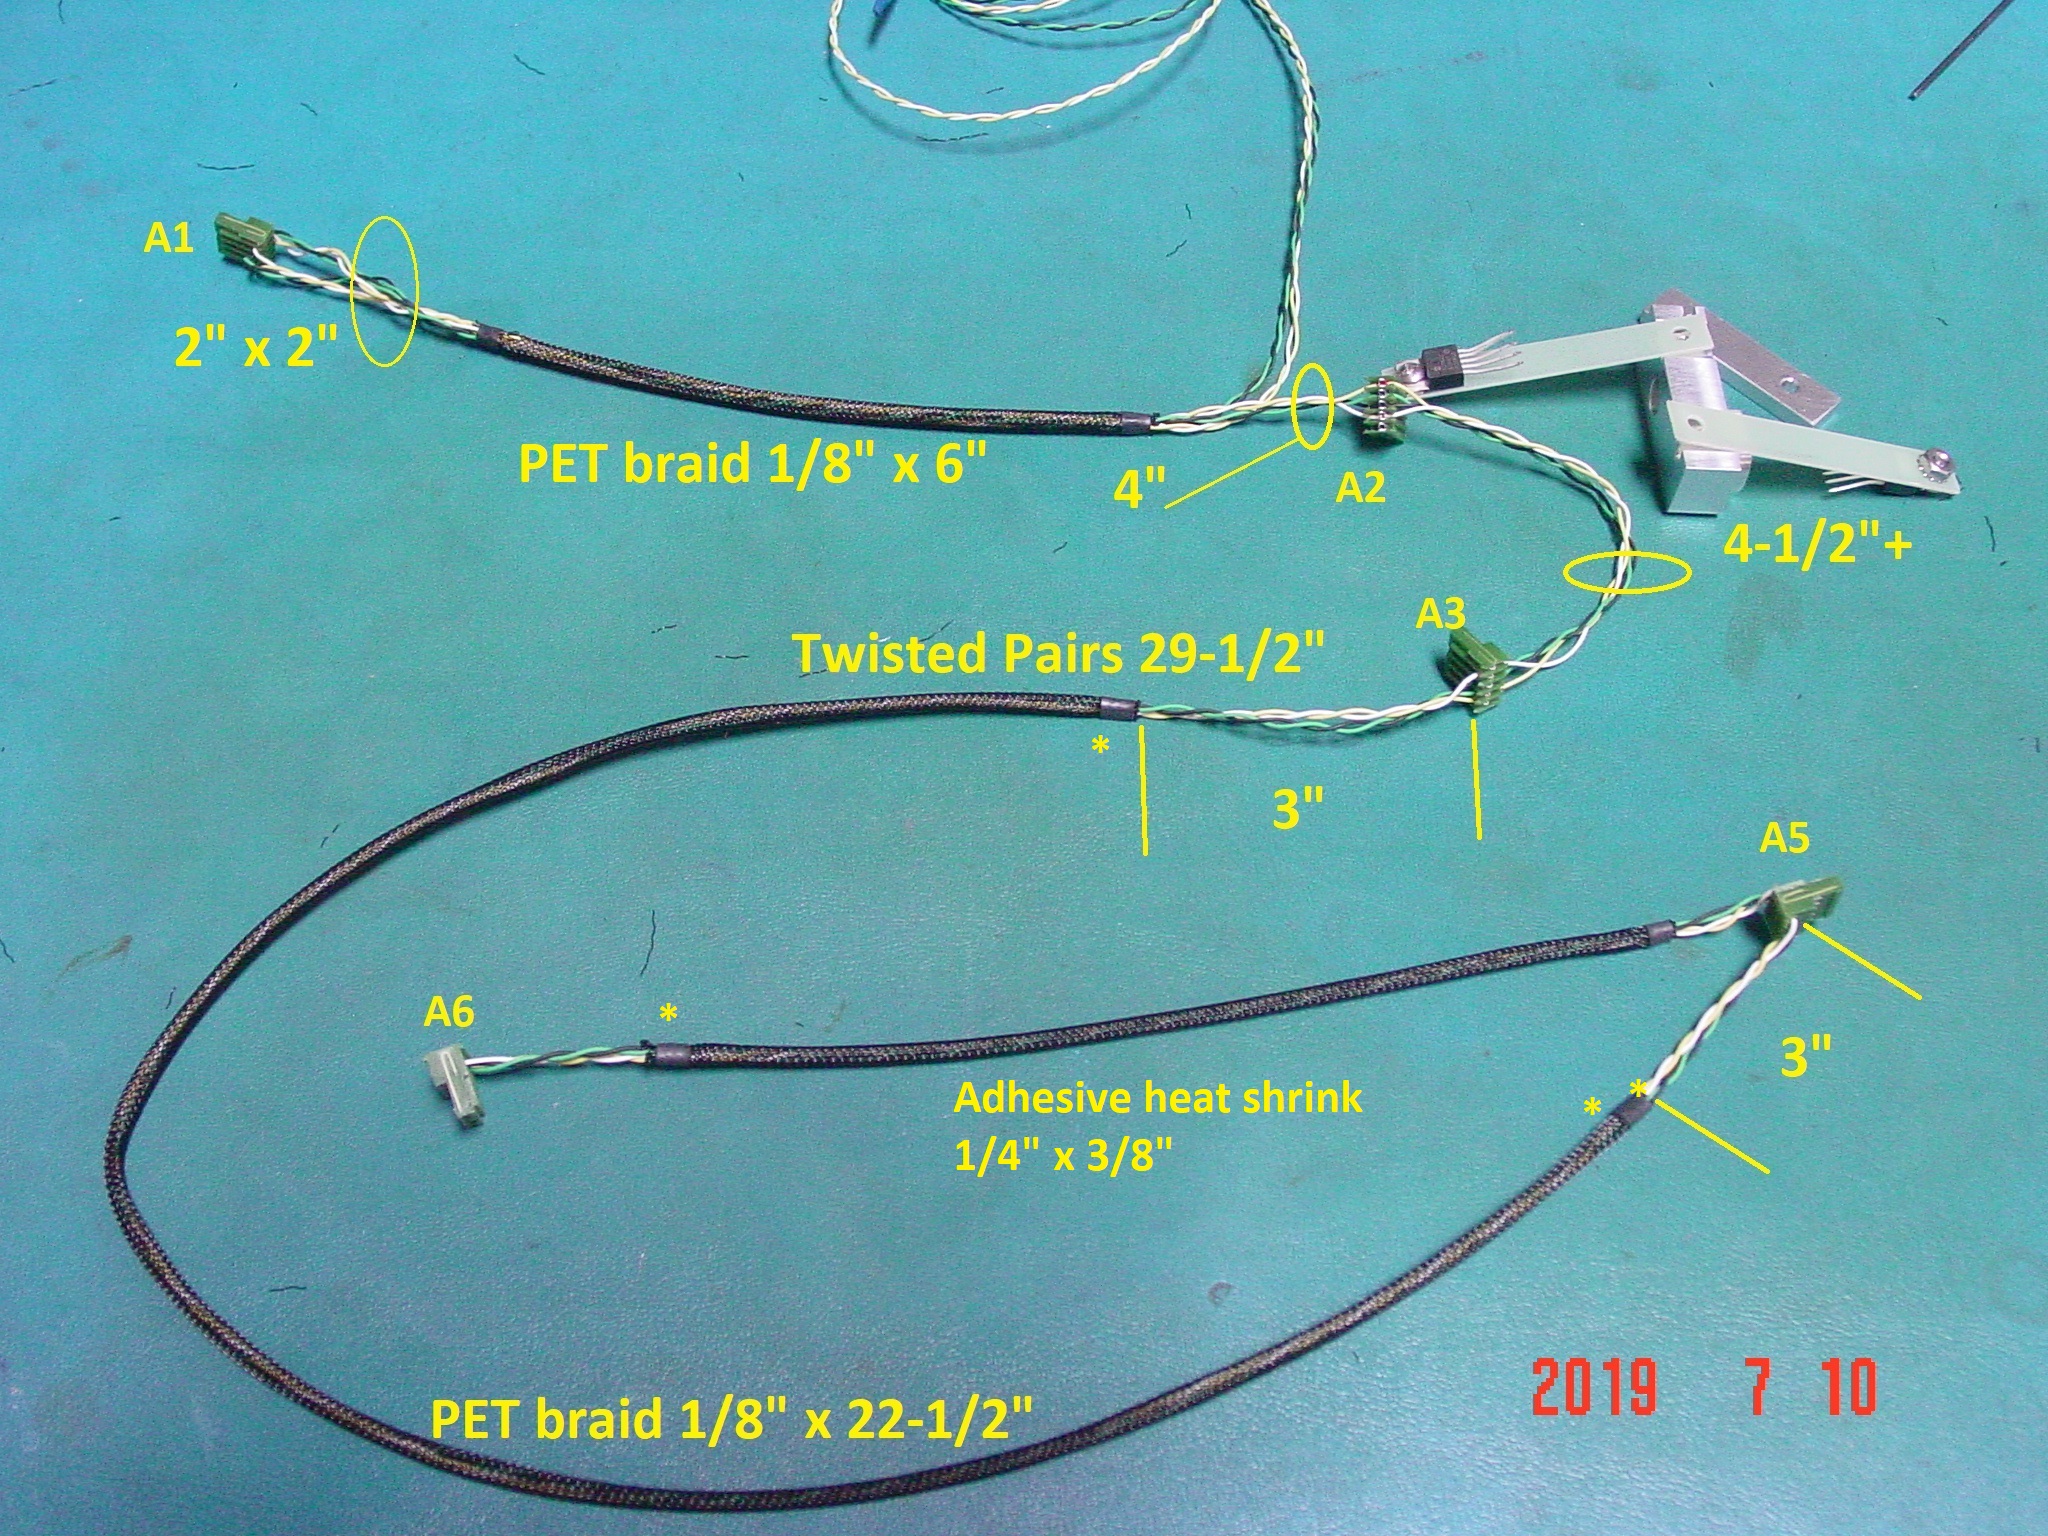 A1
2" x 2"
PET braid 1/8" x 6"
4"
A2
4-1/2"+
A3
Twisted Pairs 29-1/2"
*
3"
A5
A6
*
3"
Adhesive heat shrink
1/4" x 3/8"
* *
PET braid 1/8" x 22-1/2"
2019 7 10